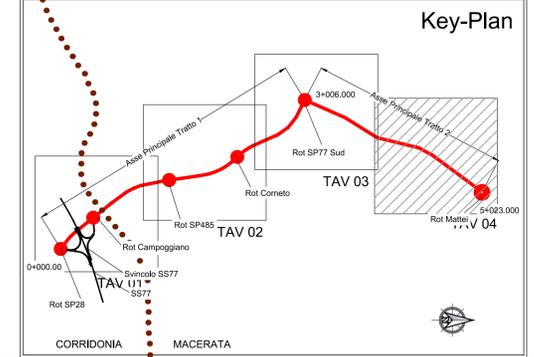 Key-Plan
3+006.000
Asse Principale Tratto 1
Asse Principale Tratto 2
Rot SP77 Sud
TAV 03
Rot Corneto
Rot SP485
TAV 02
Rot Mattei
5+023.000
TAV 04
Rot Campoggiano
0+000.00
Svincolo SS77
TAV 01
SS77
Rot SP28
CORRIDONIA
MACERATA